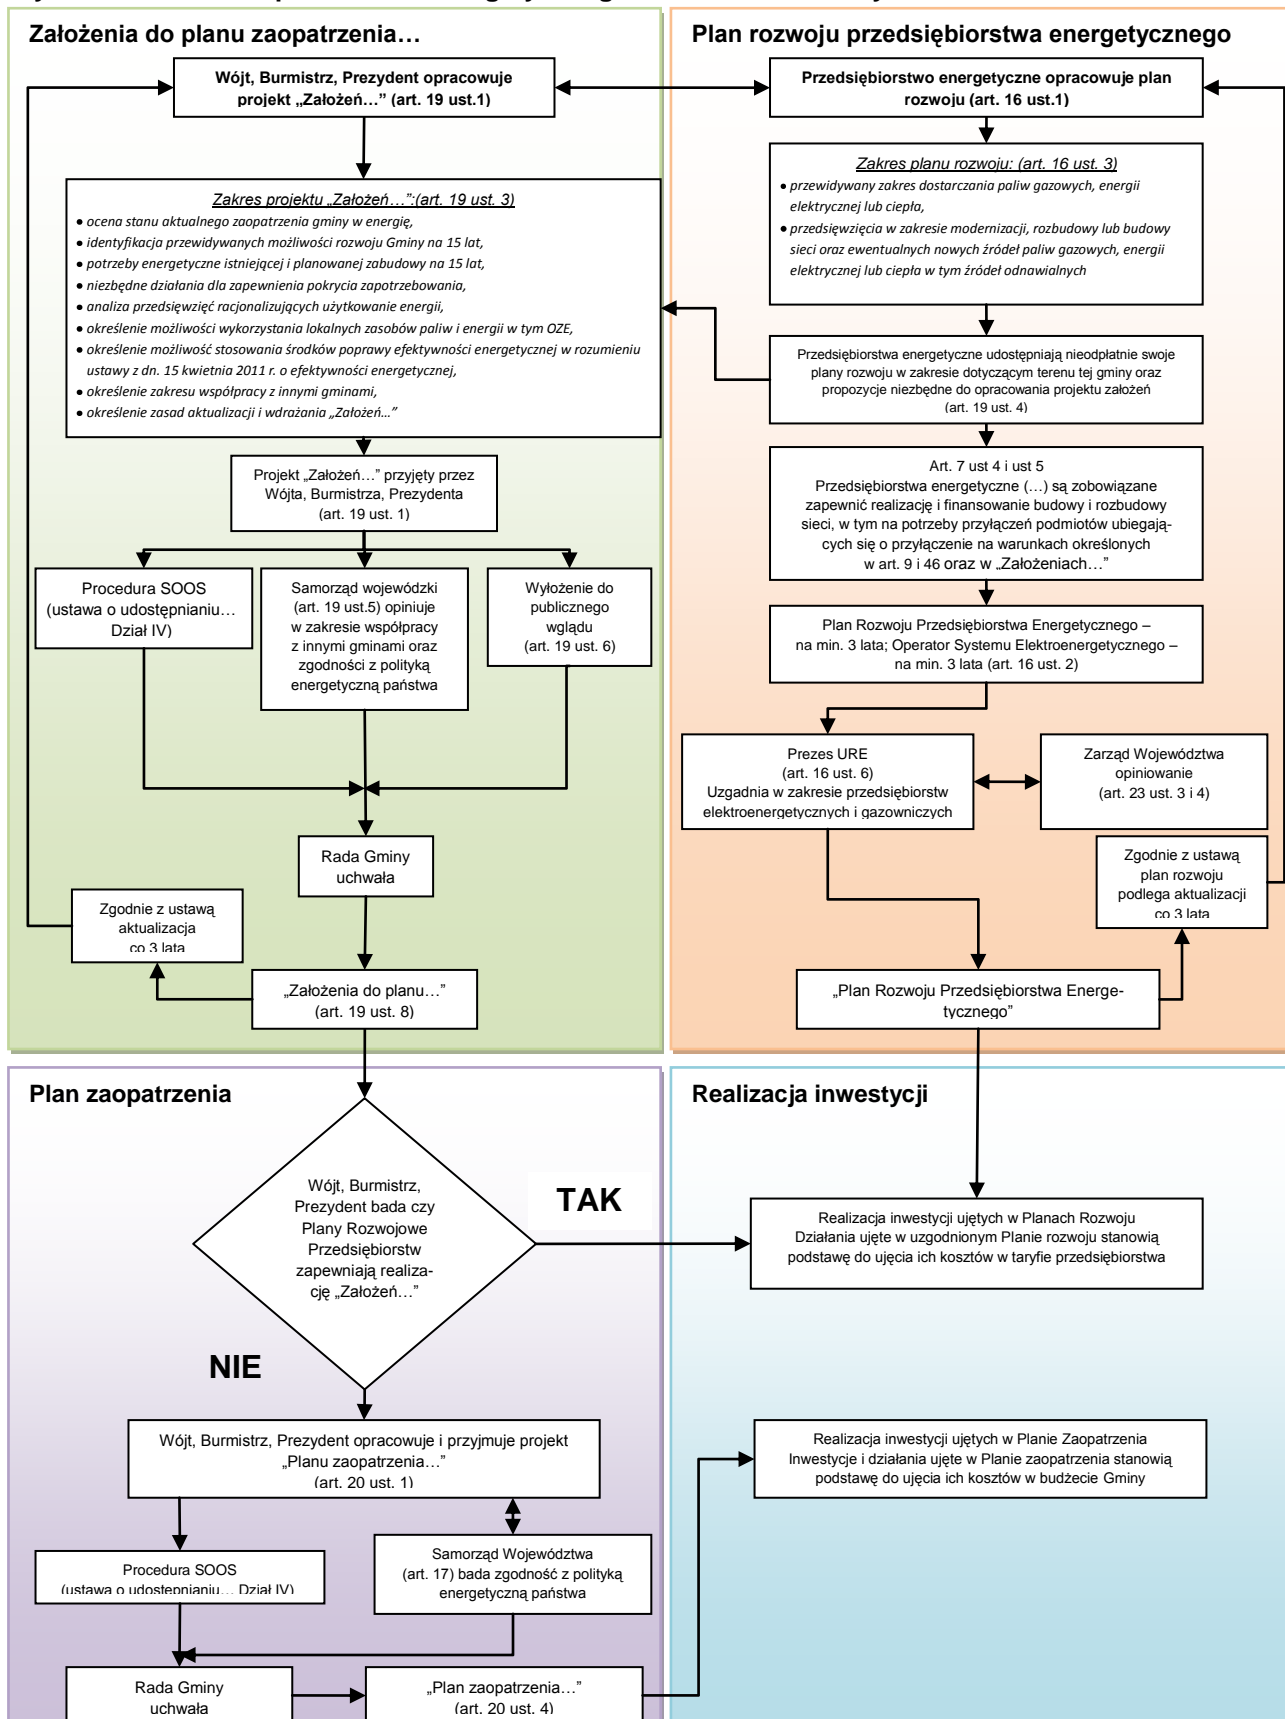 Założenia do planu zaopatrzenia…
Wójt, Burmistrz, Prezydent opracowuje
projekt „Założeń…” (art. 19 ust.1)
Zakres projektu „Założeń…”:(art. 19 ust. 3)
● ocena stanu aktualnego zaopatrzenia gminy w energię,
● identyfikacja przewidywanych możliwości rozwoju Gminy na 15 lat,
● potrzeby energetyczne istniejącej i planowanej zabudowy na 15 lat,
● niezbędne działania dla zapewnienia pokrycia zapotrzebowania,
● analiza przedsięwzięć racjonalizujących użytkowanie energii,
● określenie możliwości wykorzystania lokalnych zasobów paliw i energii w tym OZE,
● określenie możliwość stosowania środków poprawy efektywności energetycznej w rozumieniu
ustawy z dn. 15 kwietnia 2011 r. o efektywności energetycznej,
● określenie zakresu współpracy z innymi gminami,
● określenie zasad aktualizacji i wdrażania „Założeń…”
Projekt „Założeń…” przyjęty przez
Wójta, Burmistrza, Prezydenta
(art. 19 ust. 1)
Procedura SOOS
(ustawa o udostępnianiu…
Dział IV)
Samorząd wojewódzki
(art. 19 ust.5) opiniuje
w zakresie współpracy
z innymi gminami oraz
zgodności z polityką
energetyczną państwa
Wyłożenie do
publicznego
wglądu
(art. 19 ust. 6)
Rada Gminy
uchwała
Zgodnie z ustawą
aktualizacja
co 3 lata
„Założenia do planu…”
(art. 19 ust. 8)
Plan rozwoju przedsiębiorstwa energetycznego
Przedsiębiorstwo energetyczne opracowuje plan
rozwoju (art. 16 ust.1)
Zakres planu rozwoju: (art. 16 ust. 3)
● przewidywany zakres dostarczania paliw gazowych, energii
elektrycznej lub ciepła,
● przedsięwzięcia w zakresie modernizacji, rozbudowy lub budowy
sieci oraz ewentualnych nowych źródeł paliw gazowych, energii
elektrycznej lub ciepła w tym źródeł odnawialnych
Przedsiębiorstwa energetyczne udostępniają nieodpłatnie swoje
plany rozwoju w zakresie dotyczącym terenu tej gminy oraz
propozycje niezbędne do opracowania projektu założeń
(art. 19 ust. 4)
Art. 7 ust 4 i ust 5
Przedsiębiorstwa energetyczne (…) są zobowiązane
zapewnić realizację i finansowanie budowy i rozbudowy
sieci, w tym na potrzeby przyłączeń podmiotów ubiegają-
cych się o przyłączenie na warunkach określonych
w art. 9 i 46 oraz w „Założeniach…”
Plan Rozwoju Przedsiębiorstwa Energetycznego –
na min. 3 lata; Operator Systemu Elektroenergetycznego –
na min. 3 lata (art. 16 ust. 2)
Prezes URE
(art. 16 ust. 6)
Uzgadnia w zakresie przedsiębiorstw
elektroenergetycznych i gazowniczych
Zarząd Województwa
opiniowanie
(art. 23 ust. 3 i 4)
Zgodnie z ustawą
plan rozwoju
podlega aktualizacji
co 3 lata
„Plan Rozwoju Przedsiębiorstwa Energe-
tycznego”
Plan zaopatrzenia
Wójt, Burmistrz,
Prezydent bada czy
Plany Rozwojowe
Przedsiębiorstw
zapewniają realiza-
cję „Założeń…”
TAK
NIE
Wójt, Burmistrz, Prezydent opracowuje i przyjmuje projekt
„Planu zaopatrzenia…”
(art. 20 ust. 1)
Procedura SOOS
(ustawa o udostępnianiu… Dział IV)
Samorząd Województwa
(art. 17) bada zgodność z polityką
energetyczną państwa
Rada Gminy
uchwała
„Plan zaopatrzenia…”
(art. 20 ust. 4)
Realizacja inwestycji
Realizacja inwestycji ujętych w Planach Rozwoju
Działania ujęte w uzgodnionym Planie rozwoju stanowią
podstawę do ujęcia ich kosztów w taryfie przedsiębiorstwa
Realizacja inwestycji ujętych w Planie Zaopatrzenia
Inwestycje i działania ujęte w Planie zaopatrzenia stanowią
podstawę do ujęcia ich kosztów w budżecie Gminy